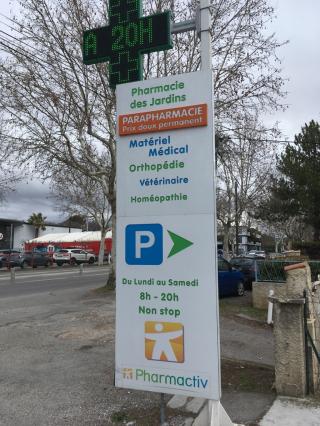 A 20H
Pharmacie
des Jardins
PARAPHARMACIE
Prix doux permanent
Matériel
Médical
Orthopédie
Vétérinaire
Homéopathie
P
Du Lundi au Samedi
8h - 20h
Non stop
Pharmactiv